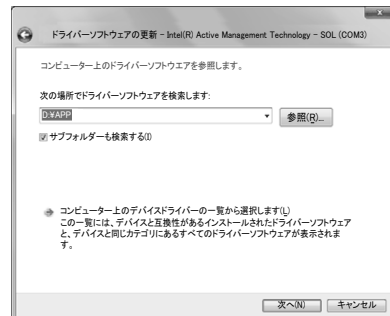 ドライバーソフトウェアの更新 - Intel(R) Active Management Technology - SOL (COM3)
コンピューター上のドライバーソフトウエアを参照します。
次の場所でドライバーソフトウェアを検索します:
D:¥APP
参照(R)...
サブフォルダーも検索する(I)
コンピューター上のデバイスドライバーの一覧から選択します(L)
この一覧には、デバイスと互換性があるインストールされたドライバーソフトウェア
と、デバイスと同じカテゴリにあるすべてのドライバーソフトウェアが表示されま
す。
次へ(N)
キャンセル